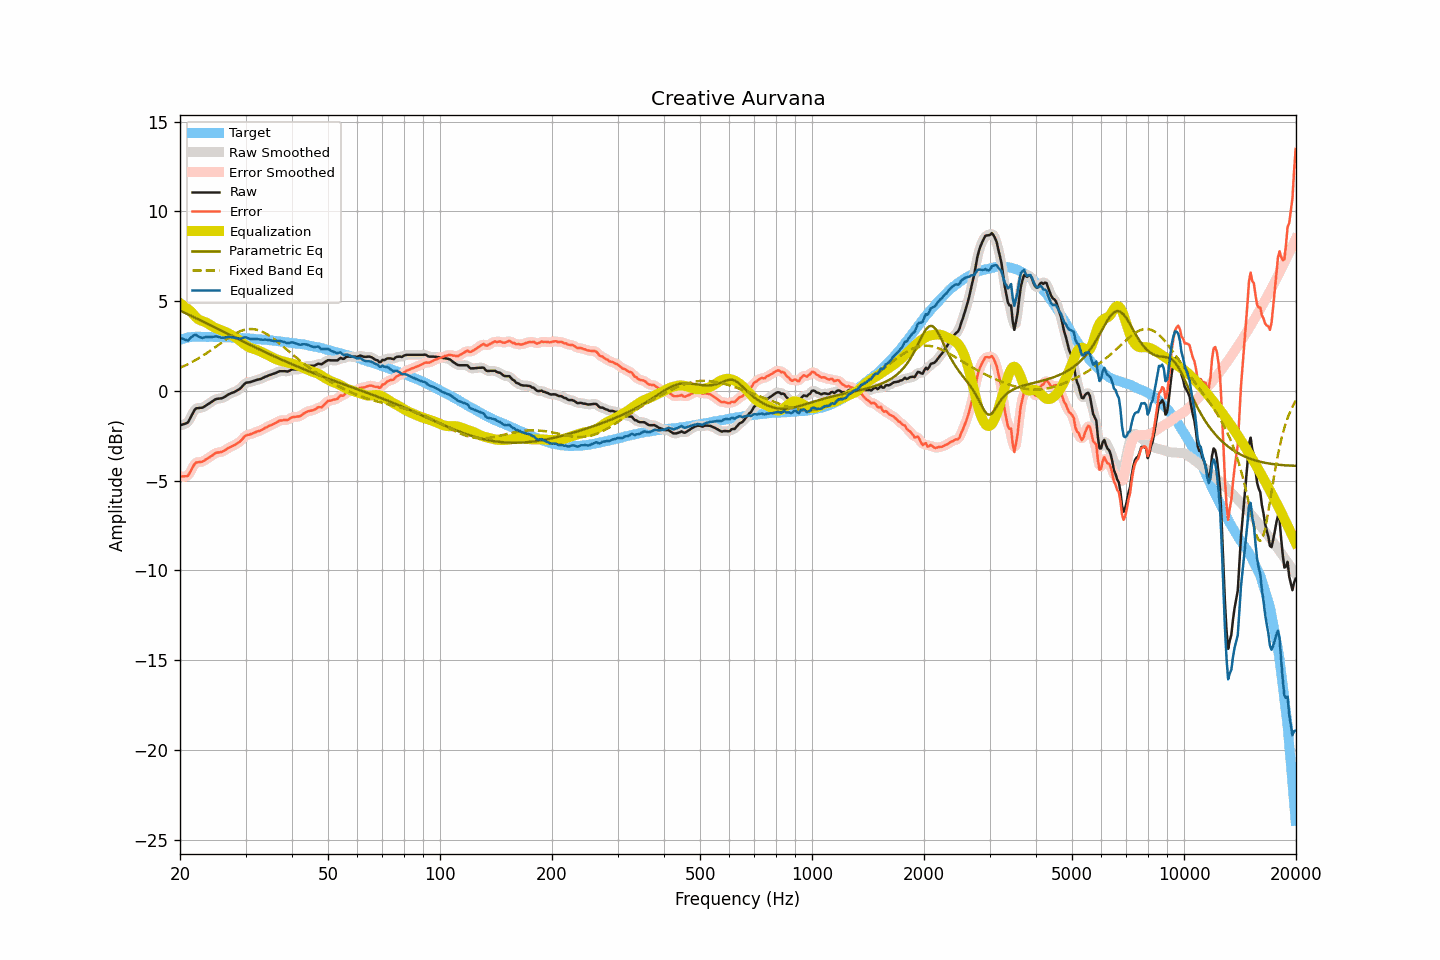 Creative Aurvana
Amplitude (dBr)
15
10
5
0
−5
−10
−15
−20
−25
Target
Raw Smoothed
Error Smoothed
Raw
Error
Equalization
Parametric Eq
Fixed Band Eq
Equalized
20 50 100 200 500 1000 2000 5000 10000 20000
Frequency (Hz)